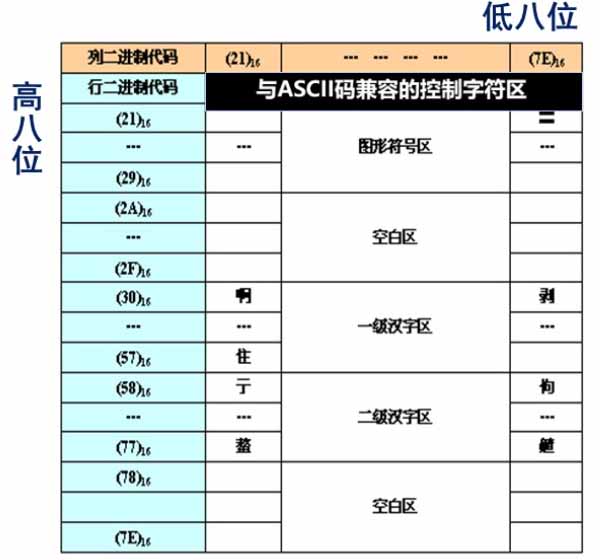 低八位
高八位
列二进制代码 (21)16 --- --- --- --- (7E)16
行二进制代码 与ASCII码兼容的控制字符区
(21)16 〓
--- --- 图形符号区 ---
(29)16
(2A)16
--- 空白区
(2F)16
(30)16 啊 剥
--- --- 一级汉字区 ---
(57)16 住
(58)16 亍 佝
--- --- 二级汉字区 ---
(77)16 鳌
(78)16
空白区
(7E)16